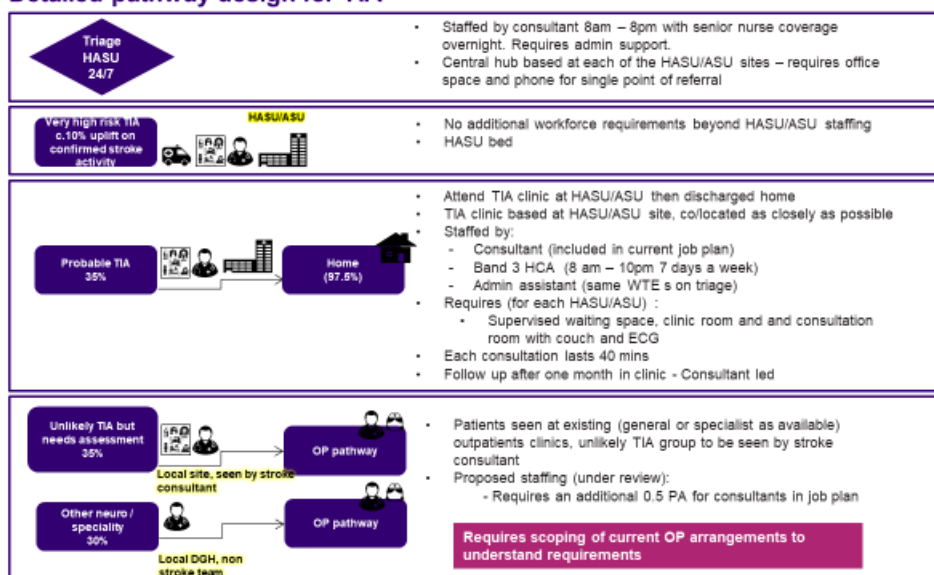 Detailed pathway design for TIA
Triage
HASU
24/7
• Staffed by consultant 8am – 8pm with senior nurse coverage
overnight. Requires admin support.
• Central hub based at each of the HASU/ASU sites – requires office
space and phone for single point of referral
Very high risk TIA
c.10% uplift on
confirmed stroke
activity
HASU/ASU
• No additional workforce requirements beyond HASU/ASU staffing
• HASU bed
Probable TIA
35%
Home
(97.5%)
• Attend TIA clinic at HASU/ASU then discharged home
• TIA clinic based at HASU/ASU site, co/located as closely as possible
• Staffed by:
- Consultant (included in current job plan)
- Band 3 HCA (8 am – 10pm 7 days a week)
- Admin assistant (same WTE s on triage)
• Requires (for each HASU/ASU) :
• Supervised waiting space, clinic room and and consultation
room with couch and ECG
• Each consultation lasts 40 mins
• Follow up after one month in clinic - Consultant led
Unlikely TIA but
needs assessment
35%
Local site, seen by stroke
consultant
OP pathway
Other neuro /
speciality
30%
Local DGH, non
stroke team
OP pathway
• Patients seen at existing (general or specialist as available)
outpatients clinics, unlikely TIA group to be seen by stroke
consultant
• Proposed staffing (under review):
- Requires an additional 0.5 PA for consultants in job plan
Requires scoping of current OP arrangements to
understand requirements